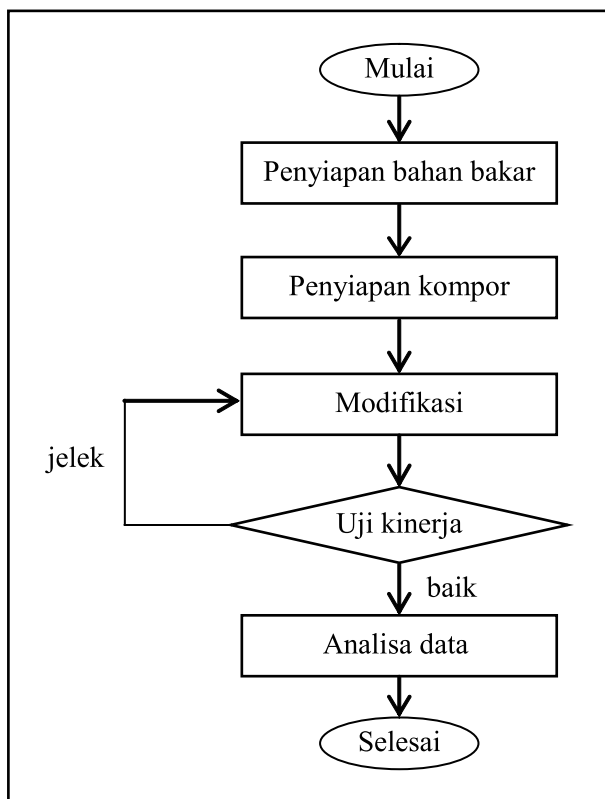 Mulai
Penyiapan bahan bakar
Penyiapan kompor
Modifikasi
jelek
Uji kinerja
baik
Analisa data
Selesai